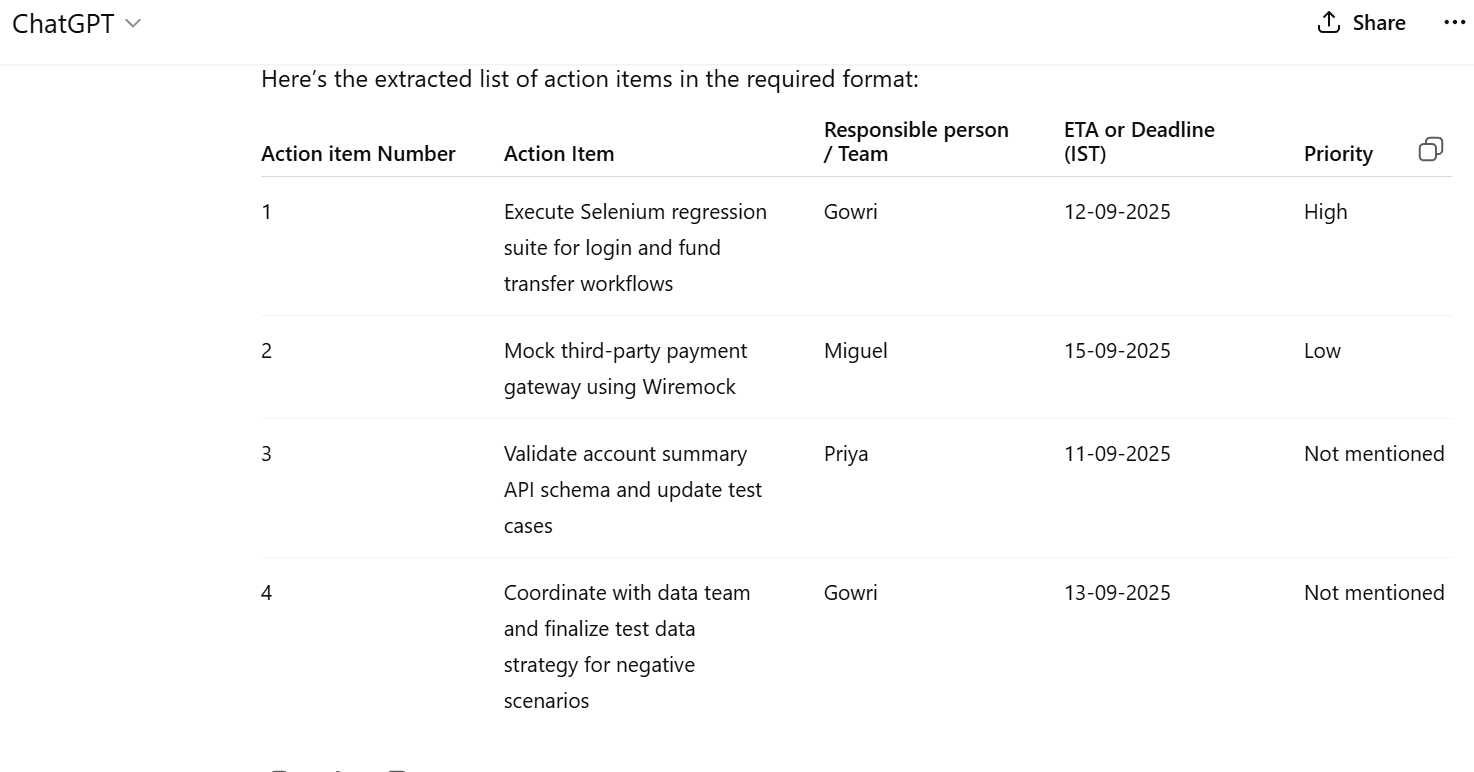 ChatGPT
Share
Here’s the extracted list of action items in the required format:
Action item Number
Action Item
Responsible person
/ Team
ETA or Deadline
(IST)
Priority
1
Execute Selenium regression
suite for login and fund
transfer workflows
Gowri
12-09-2025
High
2
Mock third-party payment
gateway using Wiremock
Miguel
15-09-2025
Low
3
Validate account summary
API schema and update test
cases
Priya
11-09-2025
Not mentioned
4
Coordinate with data team
and finalize test data
strategy for negative
scenarios
Gowri
13-09-2025
Not mentioned